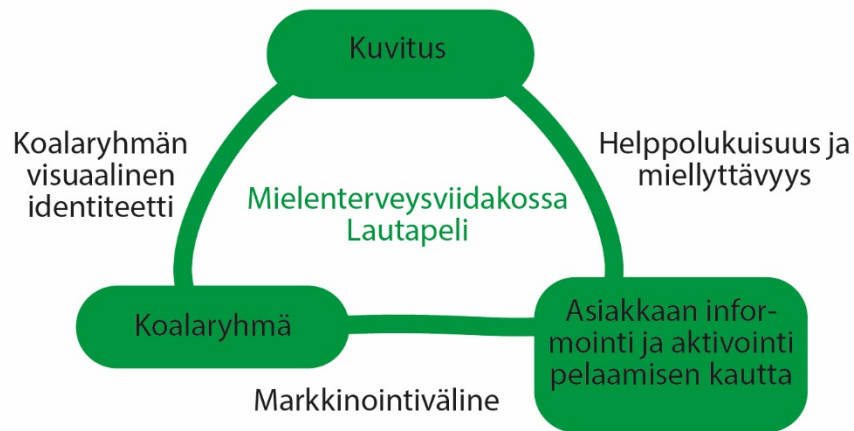 Kuvitus
Koalaryhmän
visuaalinen
identiteetti
Helppolukuisuus ja
miellyttävyys
Mielenterveysviidakossa
Lautapeli
Koalaryhmä
Asiakkaan infor-
mointi ja aktivointi
pelaamisen kautta
Markkinointiväline